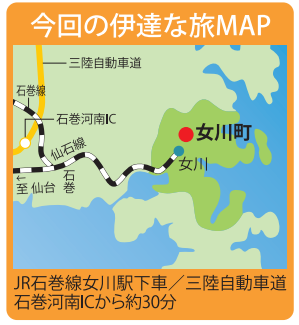 今回の伊達な旅MAP
三陸自動車道
石巻線
石巻河南IC
女川町
仙石線
女川
石巻
←至 仙台
JR石巻線女川駅下車／三陸自動車道
石巻河南ICから約30分